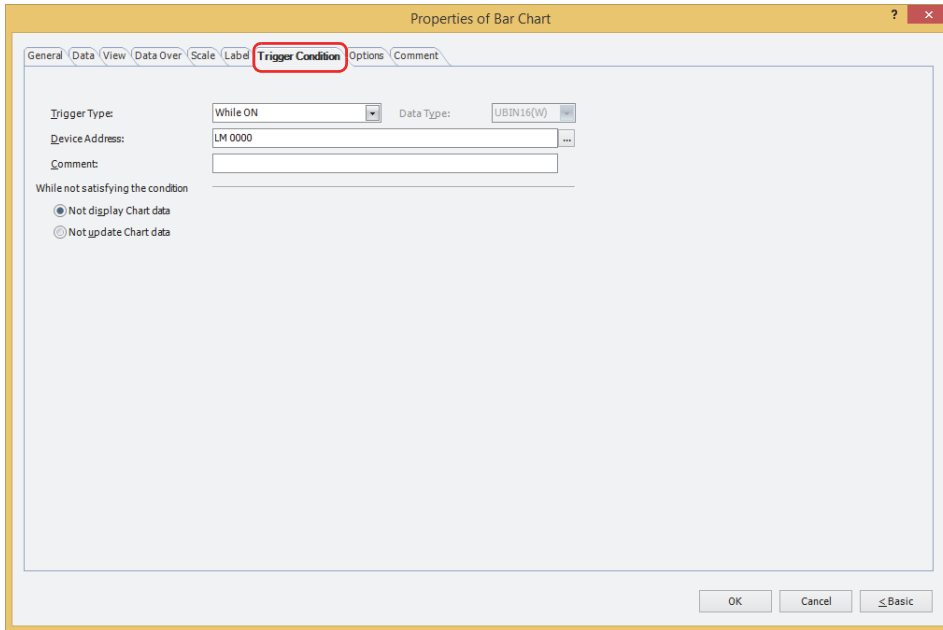 Properties of Bar Chart
?
General Data View Data Over Scale Label Trigger Condition Options Comment
Trigger Type: While ON Data Type: UBIN16(W)
Device Address: LM 0000 ...
Comment:
While not satisfying the condition
Not display Chart data
Not update Chart data
OK Cancel <Basic